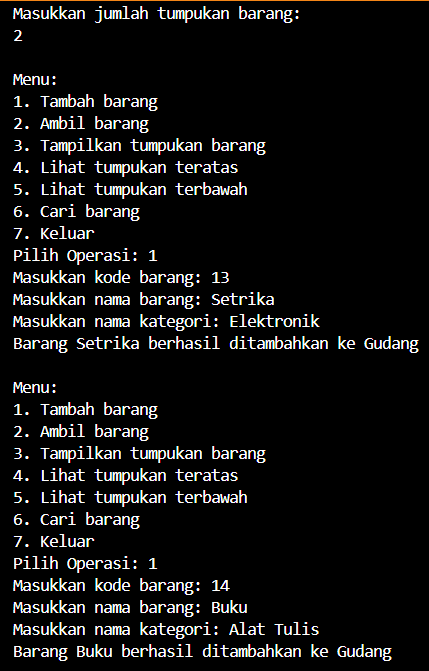 Masukkan jumlah tumpukan barang:
2

Menu:
1. Tambah barang
2. Ambil barang
3. Tampilkan tumpukan barang
4. Lihat tumpukan teratas
5. Lihat tumpukan terbawah
6. Cari barang
7. Keluar
Pilih Operasi: 1
Masukkan kode barang: 13
Masukkan nama barang: Setrika
Masukkan nama kategori: Elektronik
Barang Setrika berhasil ditambahkan ke Gudang

Menu:
1. Tambah barang
2. Ambil barang
3. Tampilkan tumpukan barang
4. Lihat tumpukan teratas
5. Lihat tumpukan terbawah
6. Cari barang
7. Keluar
Pilih Operasi: 1
Masukkan kode barang: 14
Masukkan nama barang: Buku
Masukkan nama kategori: Alat Tulis
Barang Buku berhasil ditambahkan ke Gudang